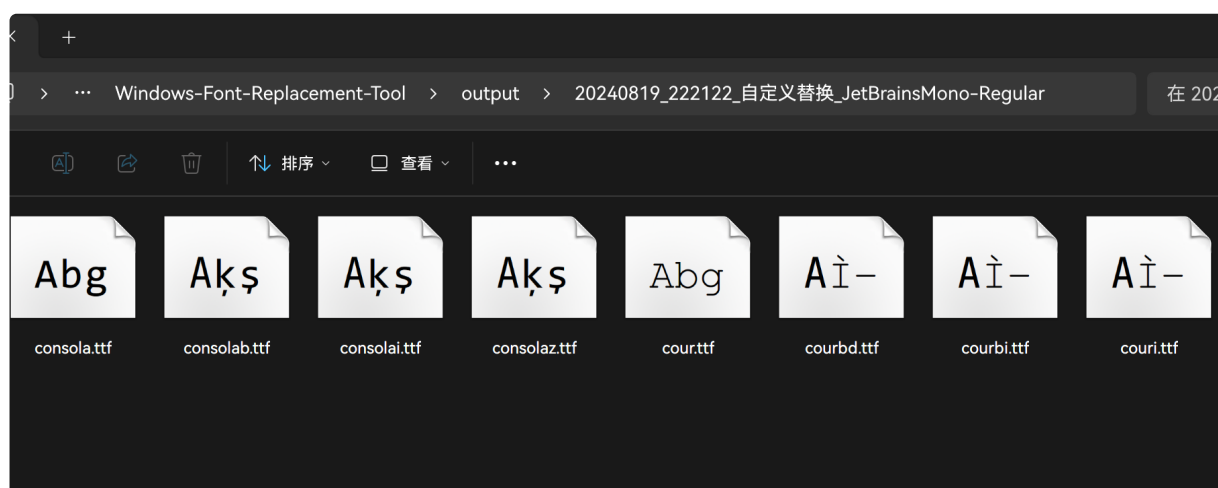 Windows-Font-Replacement-Tool > output > 20240819_222122_自定义替换_JetBrainsMono-Regular
在 202
排序 查看
Abg Aķş Aķş Aķş Abg AÌ− AÌ− AÌ−
consola.ttf consolab.ttf consolai.ttf consolaz.ttf cour.ttf courbd.ttf courbi.ttf couri.ttf